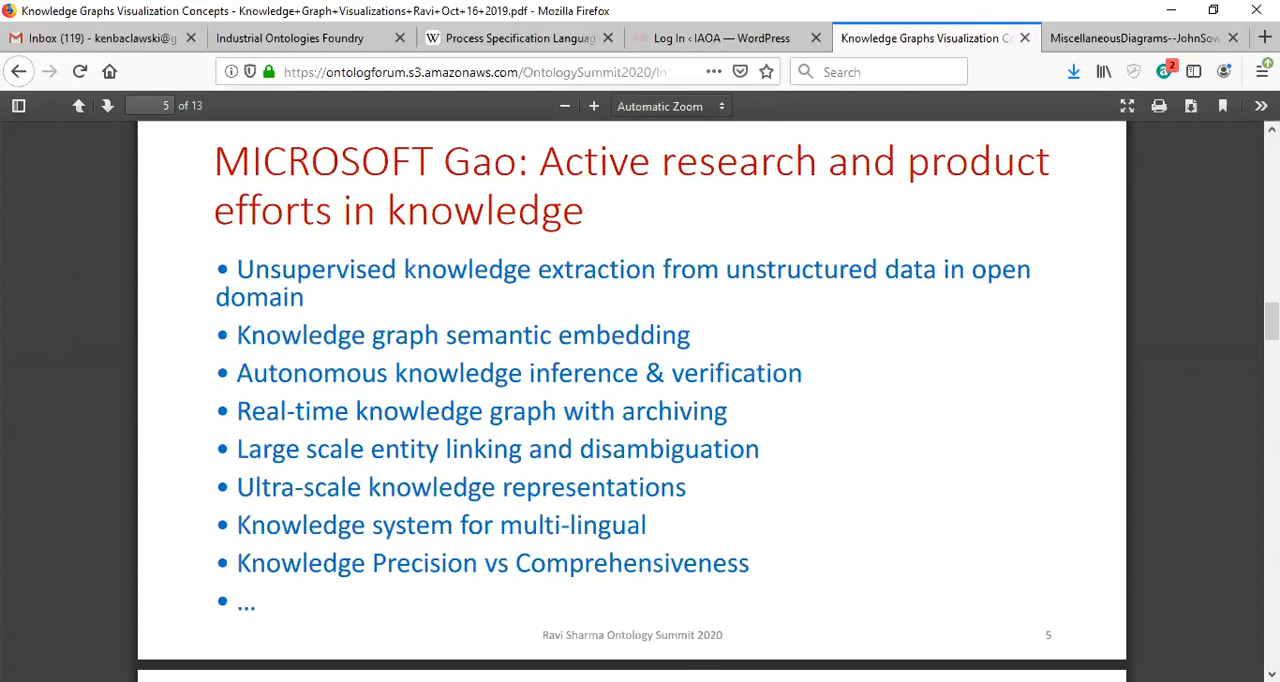 Knowledge Graphs Visualization Concepts - Knowledge+Graph+Visualizations+Ravi+Oct+16+2019.pdf - Mozilla Firefox
Inbox (119) - kenbaclawski@g
Industrial Ontologies Foundry
W Process Specification Languag
Log In ‹ IAOA — WordPress
Knowledge Graphs Visualization Co
MiscellaneousDiagrams--JohnSow
https://ontologforum.s3.amazonaws.com/OntologySummit2020/In
Search
2
5 of 13
Automatic Zoom
MICROSOFT Gao: Active research and product
efforts in knowledge
• Unsupervised knowledge extraction from unstructured data in open
domain
• Knowledge graph semantic embedding
• Autonomous knowledge inference & verification
• Real-time knowledge graph with archiving
• Large scale entity linking and disambiguation
• Ultra-scale knowledge representations
• Knowledge system for multi-lingual
• Knowledge Precision vs Comprehensiveness
• ...
Ravi Sharma Ontology Summit 2020
5